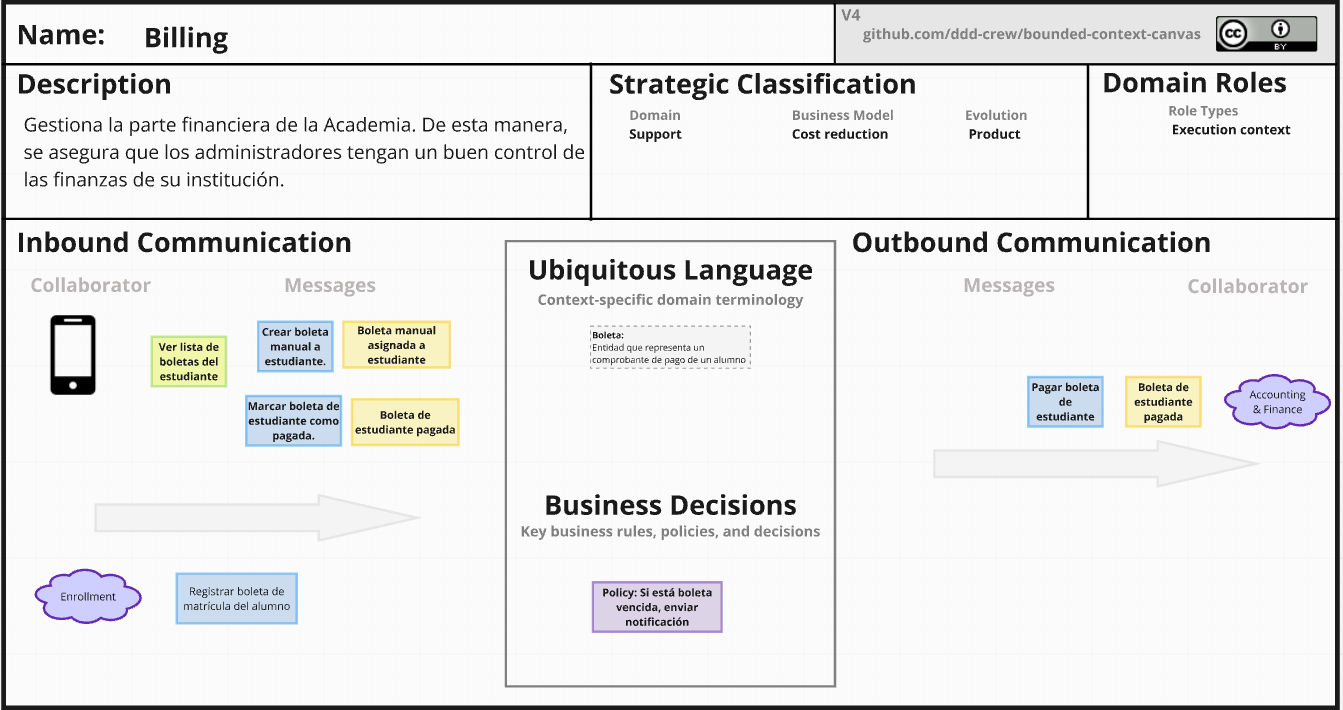 Name: Billing
V4
github.com/ddd-crew/bounded-context-canvas
cc
BY
Description
Gestiona la parte financiera de la Academia. De esta manera,
se asegura que los administradores tengan un buen control de
las finanzas de su institución.
Strategic Classification
Domain
Support
Business Model
Cost reduction
Evolution
Product
Domain Roles
Role Types
Execution context
Inbound Communication
Collaborator
Messages
Ver lista de
boletas del
estudiante
Crear boleta
manual a
estudiante.
Boleta manual
asignada a
estudiante
Marcar boleta de
estudiante como
pagada.
Boleta de
estudiante pagada
Enrollment
Registrar boleta de
matrícula del alumno
Ubiquitous Language
Context-specific domain terminology
Boleta:
Entidad que representa un
comprobante de pago de un alumno
Business Decisions
Key business rules, policies, and decisions
Policy: Si está boleta
vencida, enviar
notificación
Outbound Communication
Messages
Collaborator
Pagar boleta
de
estudiante
Boleta de
estudiante
pagada
Accounting
& Finance